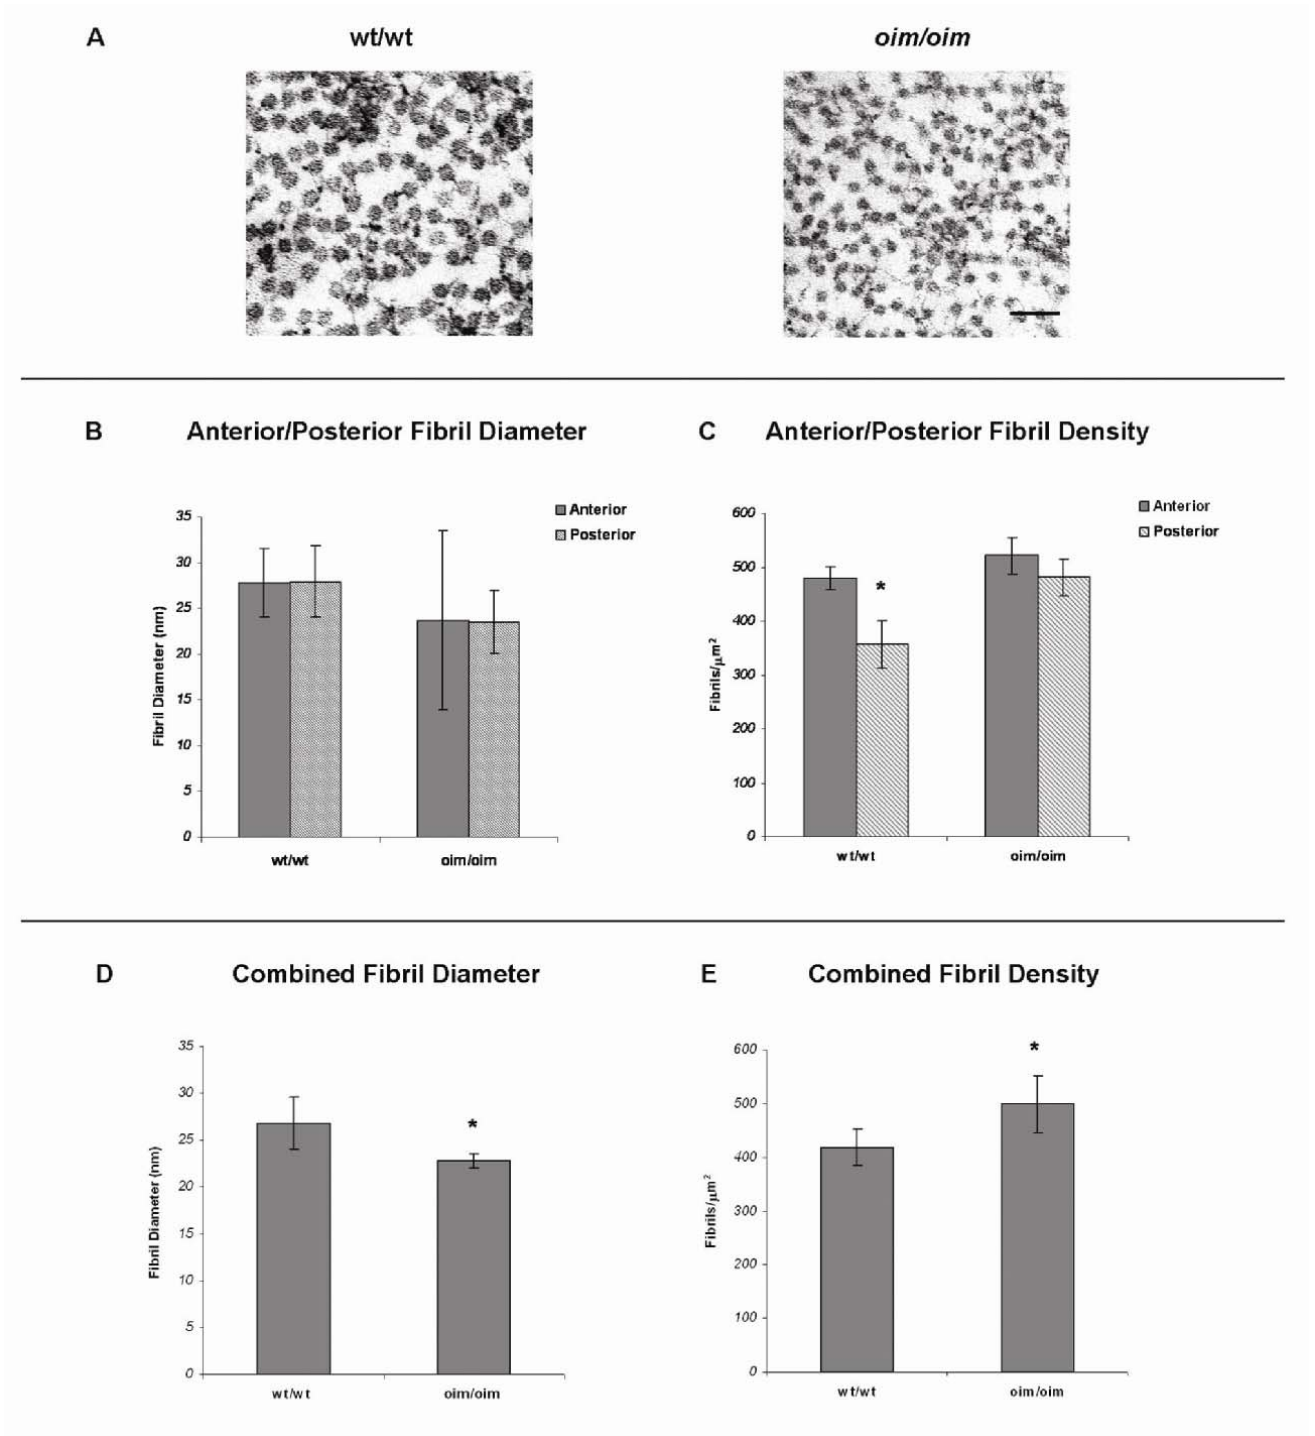 A
wt/wt
oim/oim
B
Anterior/Posterior Fibril Diameter
Anterior
Posterior
35
30
25
20
15
10
5
0
Fibril Diameter (nm)
wt/wt
oim/oim
C
Anterior/Posterior Fibril Density
Anterior
Posterior
600
500
400
300
200
100
0
Fibrils/μm²
*
wt/wt
oim/oim
D
Combined Fibril Diameter
35
30
25
20
15
10
5
0
Fibril Diameter (nm)
*
wt/wt
oim/oim
E
Combined Fibril Density
600
500
400
300
200
100
0
Fibrils/μm²
*
wt/wt
oim/oim